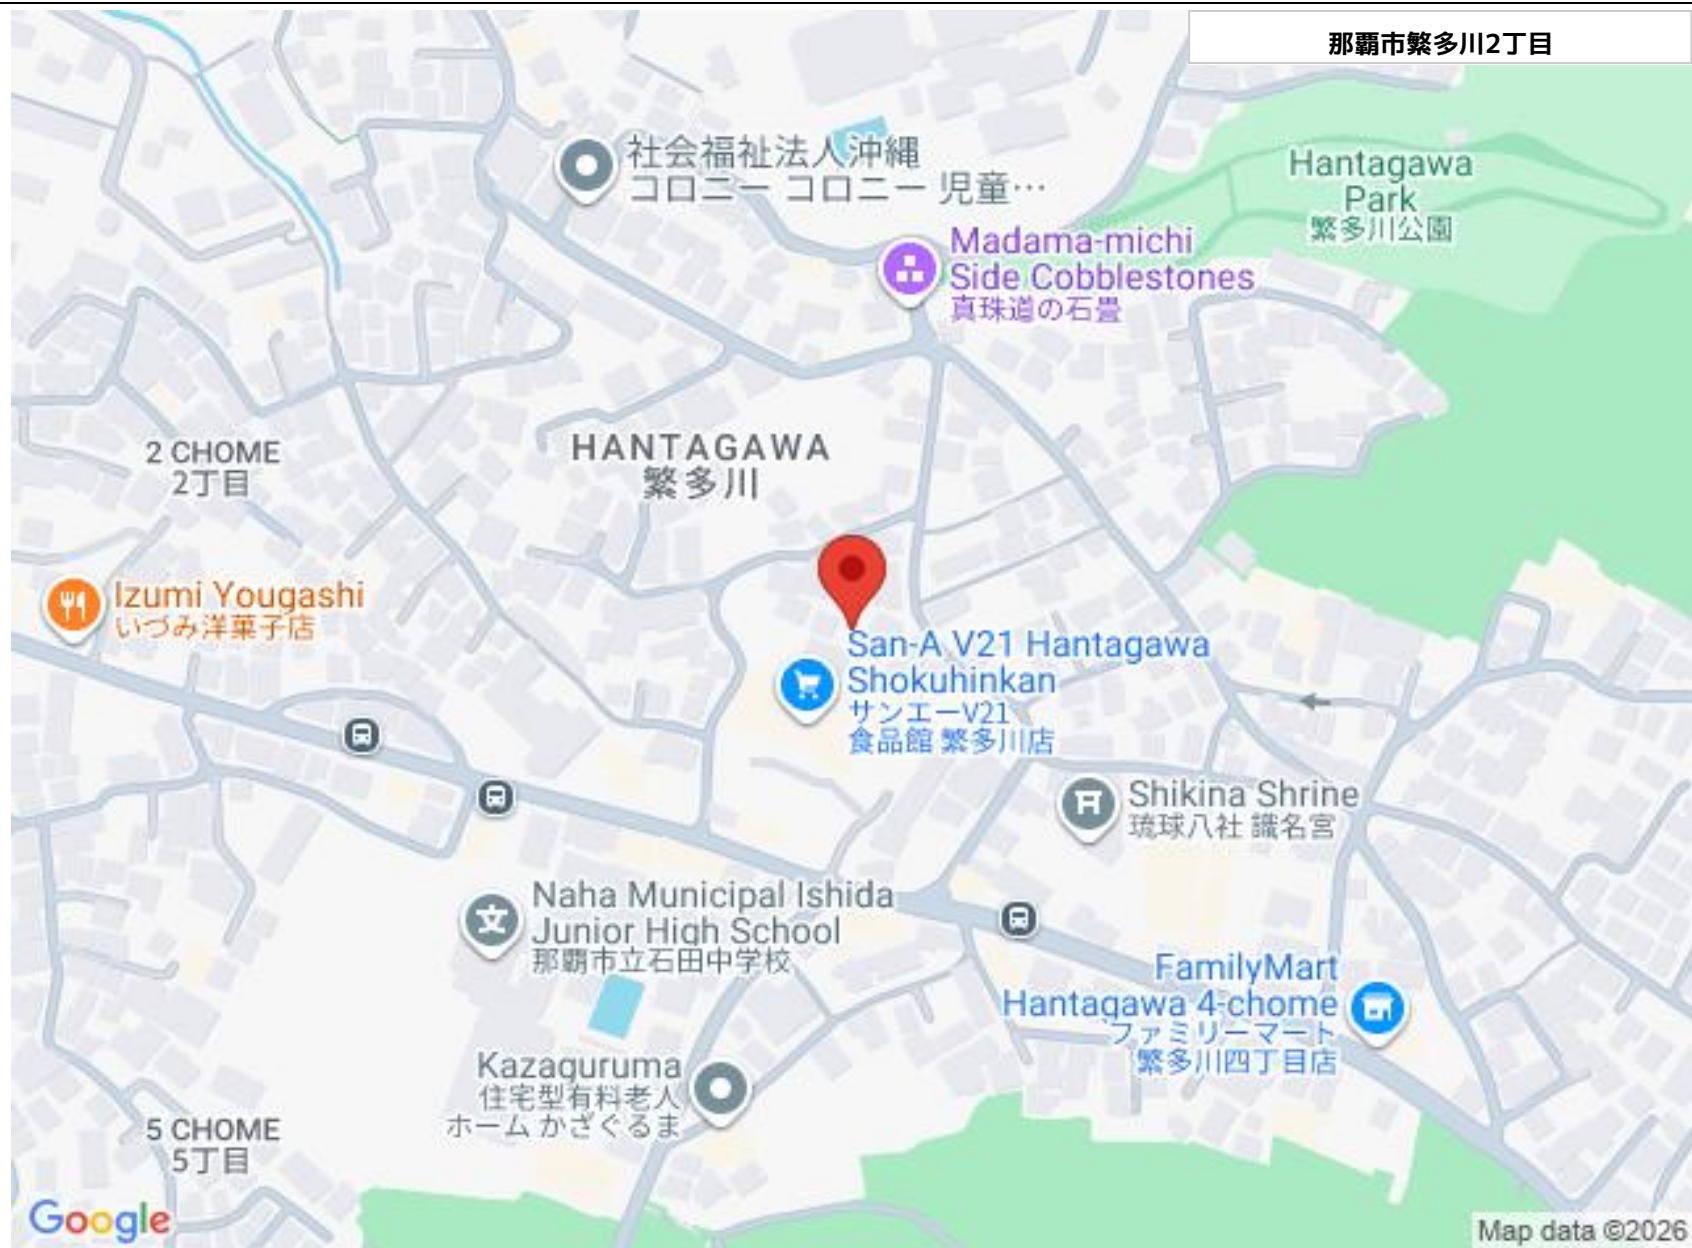 那覇市繁多川2丁目
社会福祉法人沖縄
コロニー コロニー 児童…
Hantagawa
Park
繁多川公園
Madama-michi
Side Cobblestones
真珠道の石畳
2 CHOME
2丁目
HANTAGAWA
繁多川
Izumi Yougashi
いづみ洋菓子店
San-A V21 Hantagawa
Shokuhinkan
サンエーV21
食品館 繁多川店
Shikina Shrine
琉球八社 識名宮
Naha Municipal Ishida
Junior High School
那覇市立石田中学校
FamilyMart
Hantagawa 4-chome
ファミリーマート
繁多川四丁目店
Kazaguruma
住宅型有料老人
ホーム かざぐるま
5 CHOME
5丁目
Google
Map data ©2026